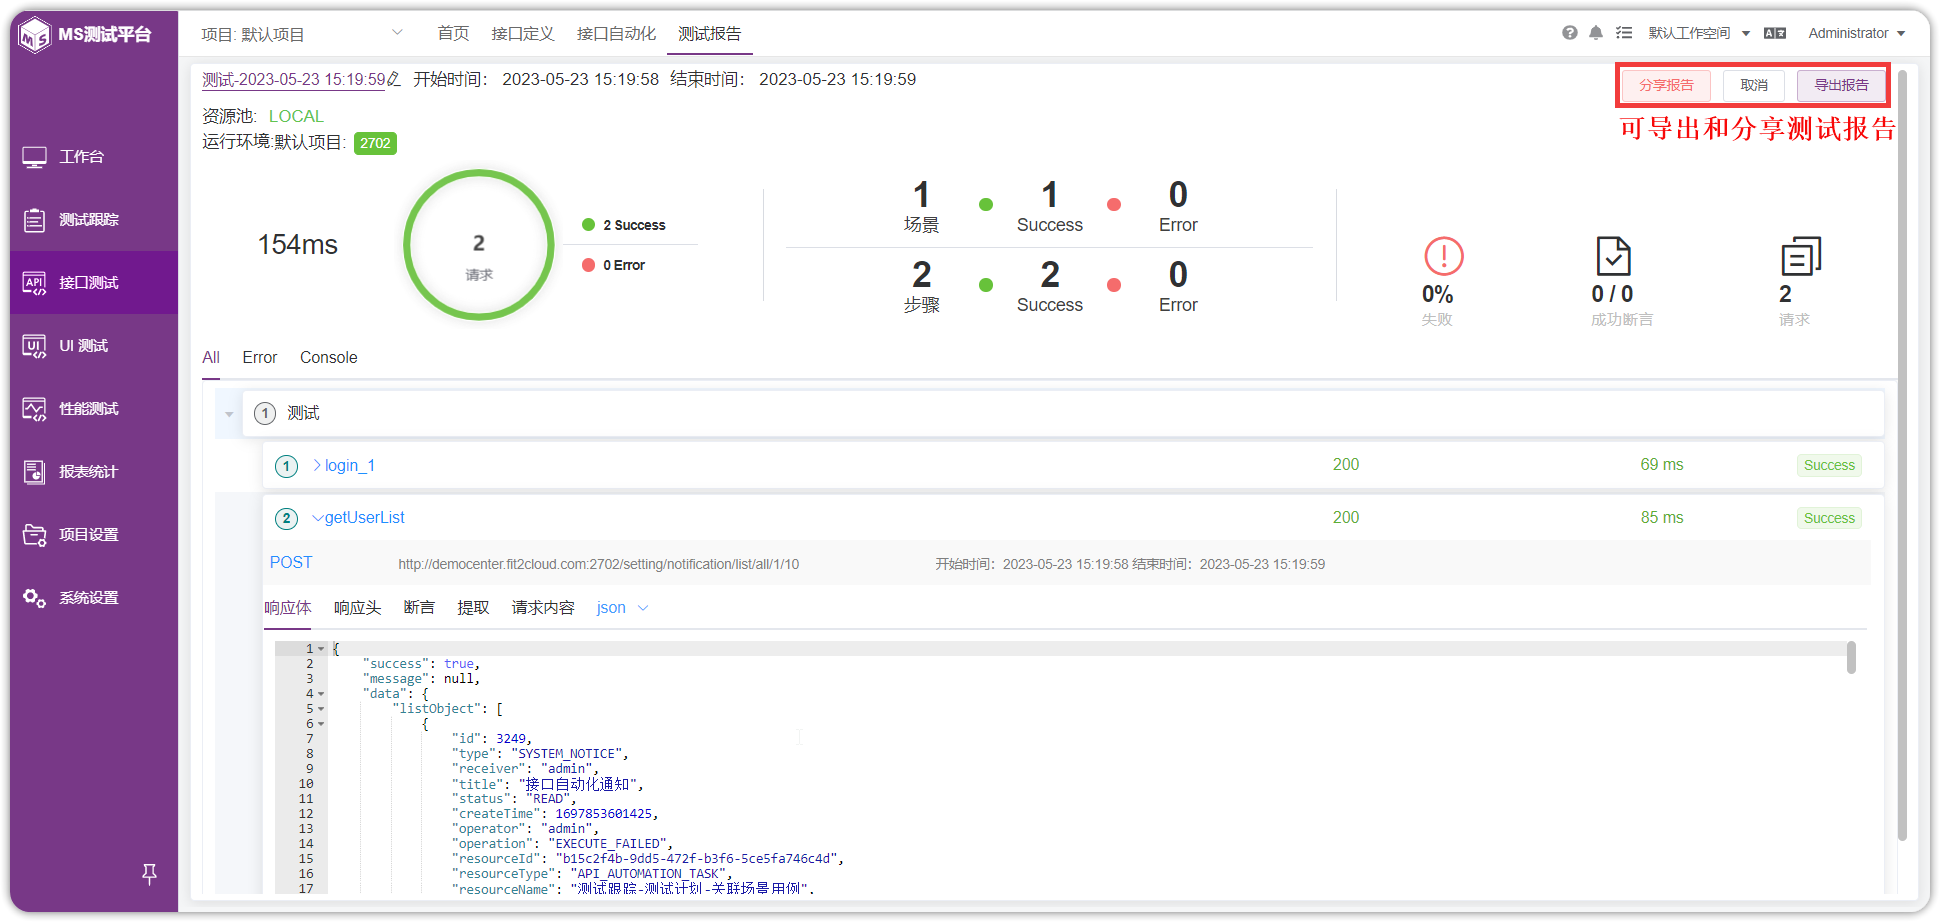 MS测试平台
项目: 默认项目
首页
接口定义
接口自动化
测试报告
默认工作空间
Administrator
测试-2023-05-23 15:19:59
开始时间： 2023-05-23 15:19:58 结束时间： 2023-05-23 15:19:59
分享报告
取消
导出报告
可导出和分享测试报告
资源池: LOCAL
运行环境:默认项目: 2702
工作台
测试跟踪
接口测试
UI 测试
性能测试
报表统计
项目设置
系统设置
154ms
2
请求
2 Success
0 Error
1
场景
1
Success
0
Error
2
步骤
2
Success
0
Error
0%
失败
0 / 0
成功断言
2
请求
All
Error
Console
1 测试
1 login_1 200 69 ms Success
2 getUserList 200 85 ms Success
POST http://democenter.fit2cloud.com:2702/setting/notification/list/all/1/10 开始时间：2023-05-23 15:19:58 结束时间：2023-05-23 15:19:59
响应体 响应头 断言 提取 请求内容 json
1 {
2 "success": true,
3 "message": null,
4 "data": {
5 "listObject": [
6 {
7 "id": 3249,
8 "type": "SYSTEM_NOTICE",
9 "receiver": "admin",
10 "title": "接口自动化通知",
11 "status": "READ",
12 "createTime": 1697853601425,
13 "operator": "admin",
14 "operation": "EXECUTE_FAILED",
15 "resourceId": "b15c2f4b-9dd5-472f-b3f6-5ce5fa746c4d",
16 "resourceType": "API_AUTOMATION_TASK",
17 "resourceName": "测试跟踪-测试计划-关联场景用例",